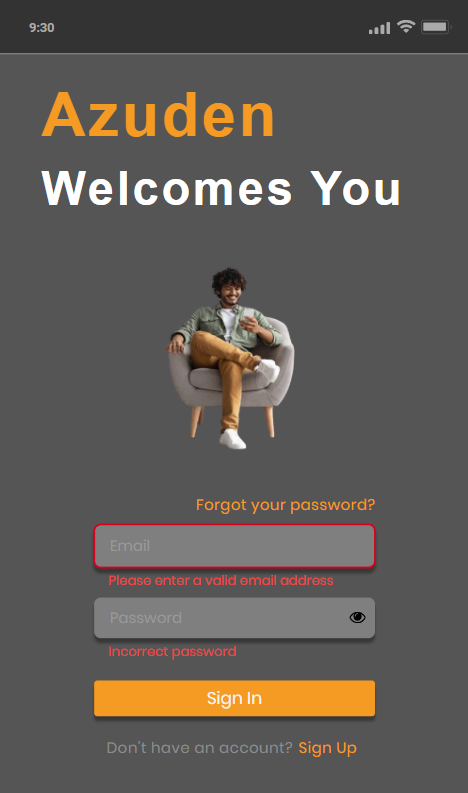 9:30
Azuden
Welcomes You
Forgot your password?
Email
Please enter a valid email address
Password
Incorrect password
Sign In
Don't have an account? Sign Up